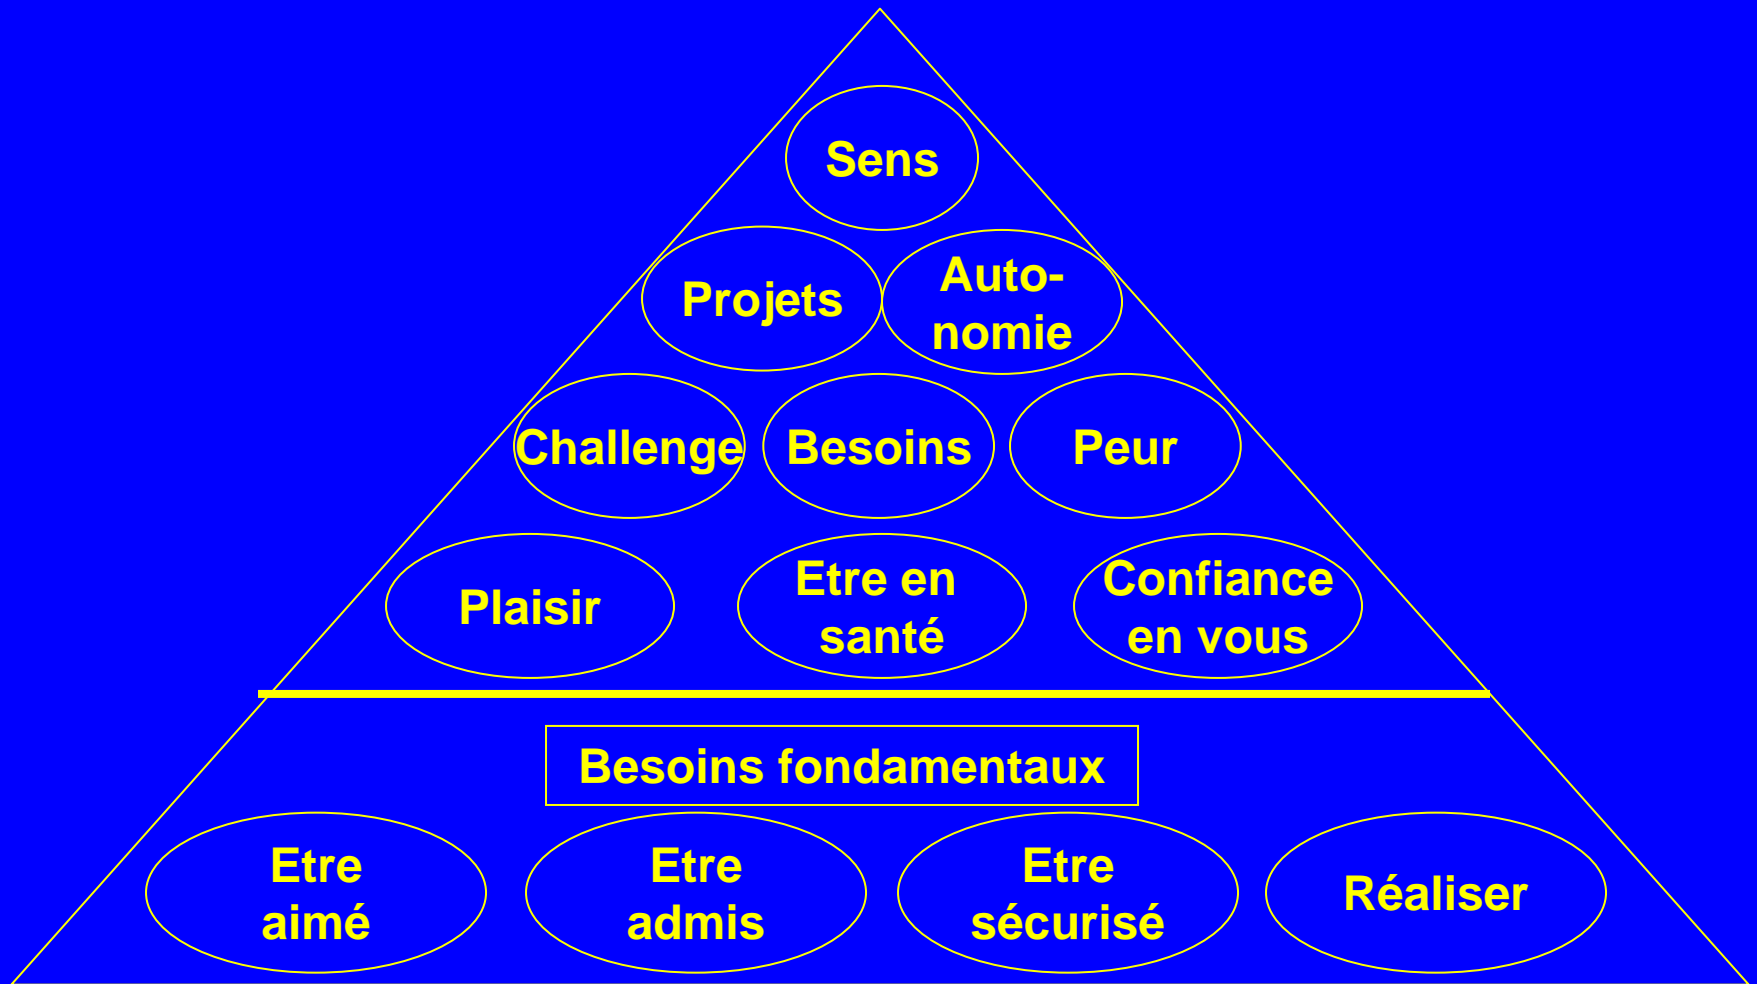 Sens
Projets
Auto-
nomie
Challenge
Besoins
Peur
Plaisir
Etre en
santé
Confiance
en vous
Besoins fondamentaux
Etre
aimé
Etre
admis
Etre
sécurisé
Réaliser